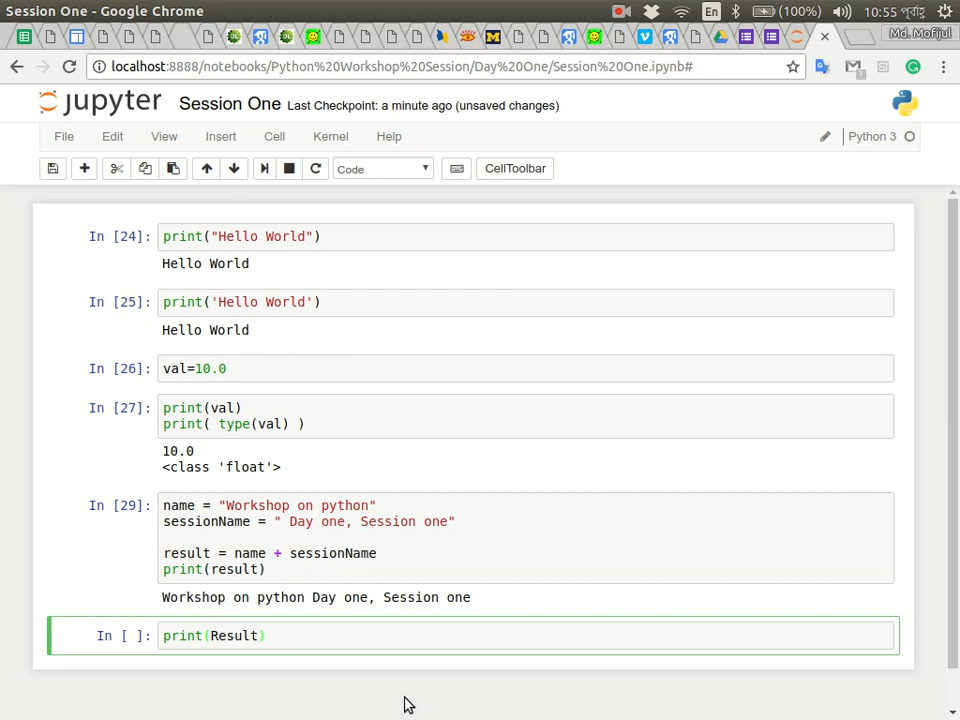 Session One - Google Chrome
En
(100%)
10:55 পূর্বাহ্ণ
Md. Mofijul
localhost:8888/notebooks/Python%20Workshop%20Session/Day%20One/Session%20One.ipynb#
jupyter Session One Last Checkpoint: a minute ago (unsaved changes)
File Edit View Insert Cell Kernel Help
Python 3
Code
CellToolbar
In [24]: print("Hello World")
Hello World
In [25]: print('Hello World')
Hello World
In [26]: val=10.0
In [27]: print(val)
print( type(val) )
10.0
<class 'float'>
In [29]: name = "Workshop on python"
sessionName = " Day one, Session one"
result = name + sessionName
print(result)
Workshop on python Day one, Session one
In [ ]: print(Result)